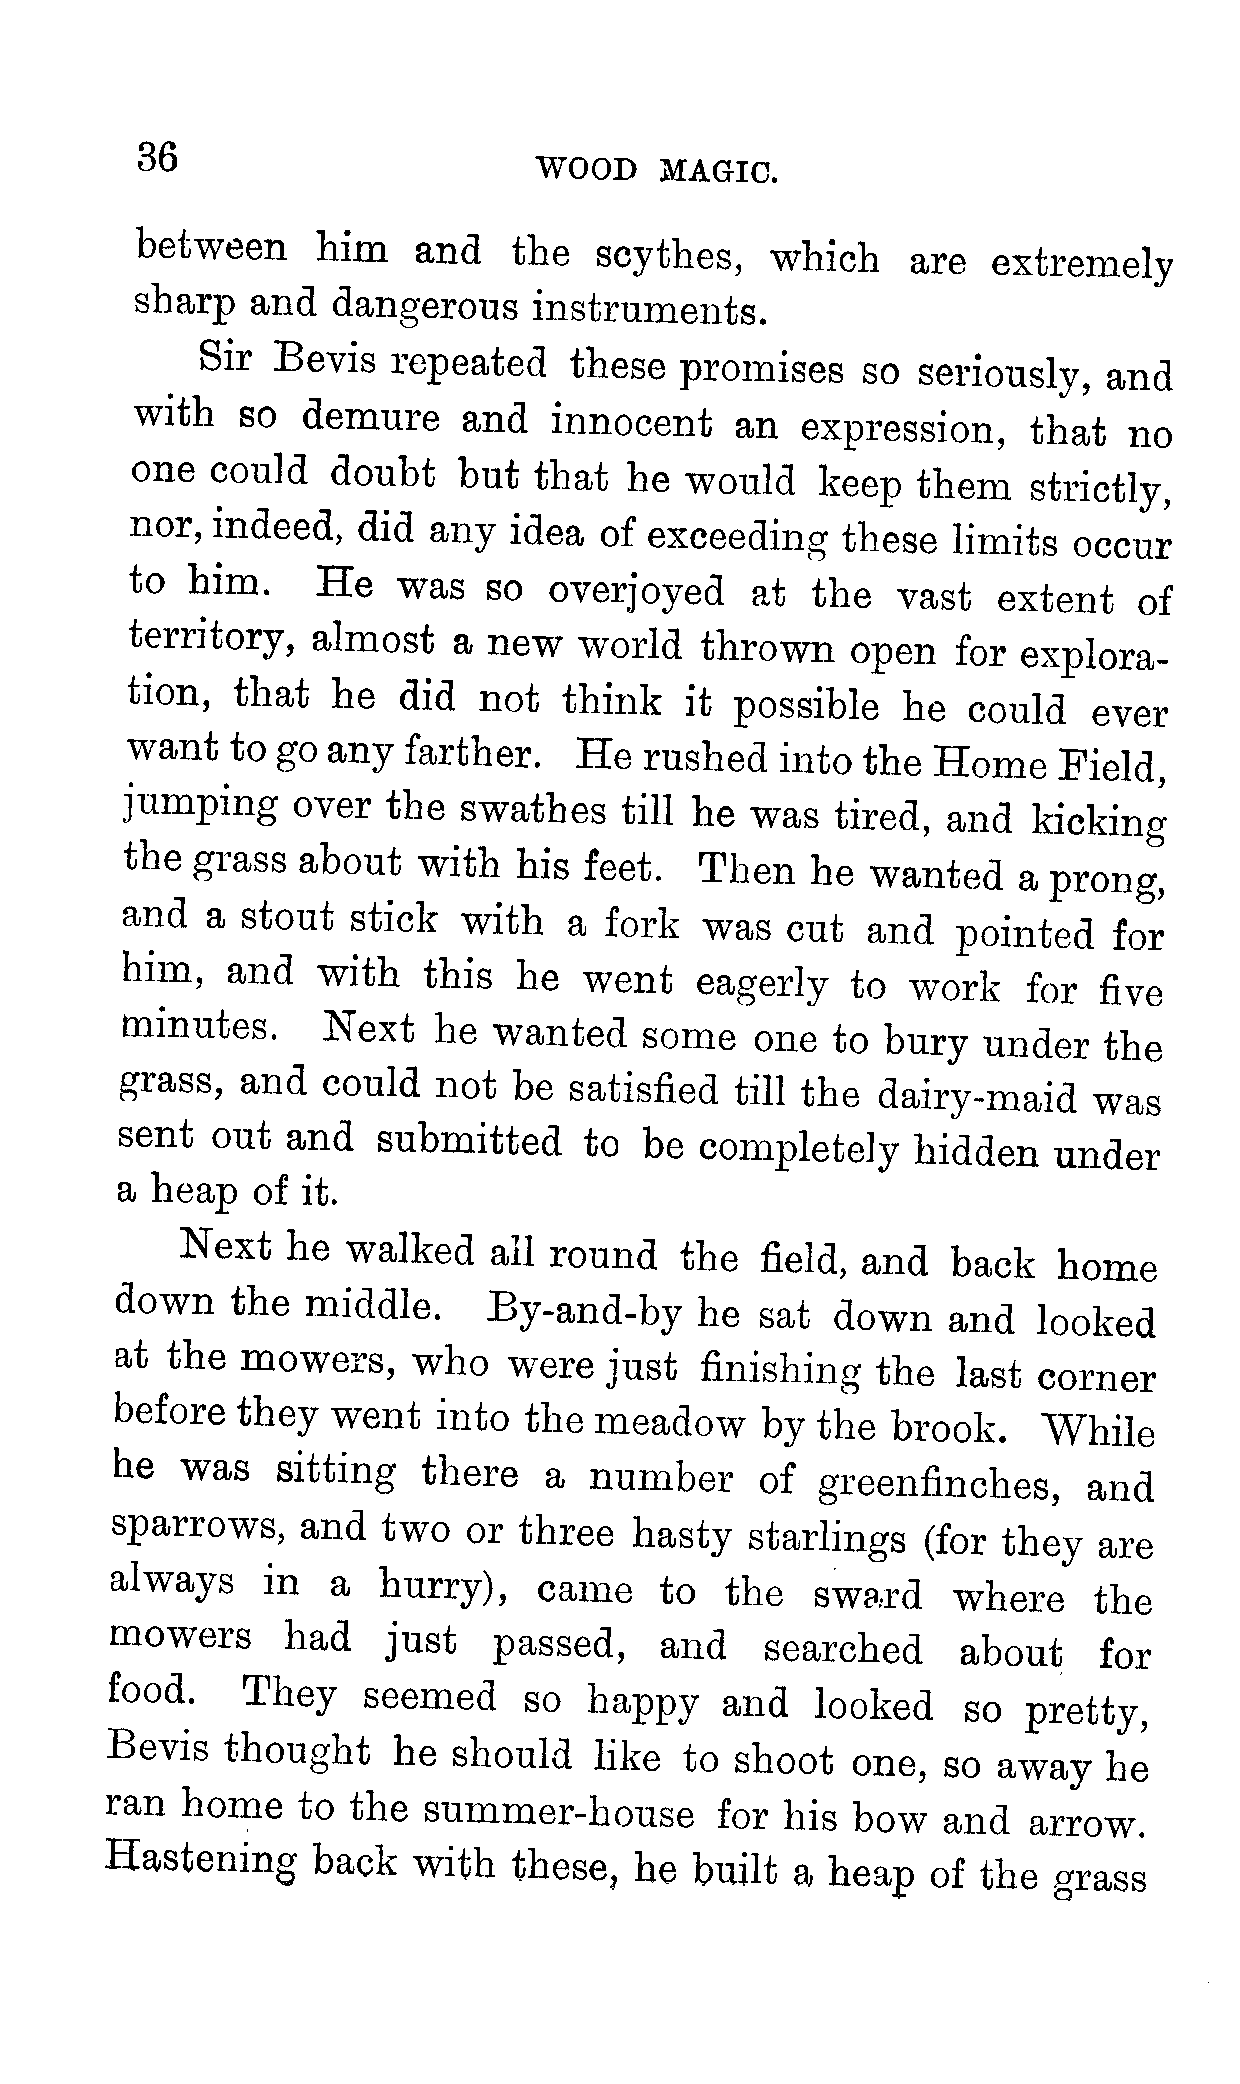 36
WOOD MAGIC.
between him and the scythes, which are extremely
sharp and dangerous instruments.
Sir Bevis repeated these promises so seriously, and
with so demure and innocent an expression, that no
one could doubt but that he would keep them strictly,
nor, indeed, did any idea of exceeding these limits occur
to him. He was so overjoyed at the vast extent of
territory, almost a new world thrown open for explora-
tion, that he did not think it possible he could ever
want to go any farther. He rushed into the Home Field,
jumping over the swathes till he was tired, and kicking
the grass about with his feet. Then he wanted a prong,
and a stout stick with a fork was cut and pointed for
him, and with this he went eagerly to work for five
minutes. Next he wanted some one to bury under the
grass, and could not be satisfied till the dairy-maid was
sent out and submitted to be completely hidden under
a heap of it.
Next he walked all round the field, and back home
down the middle. By-and-by he sat down and looked
at the mowers, who were just finishing the last corner
before they went into the meadow by the brook. While
he was sitting there a number of greenfinches, and
sparrows, and two or three hasty starlings (for they are
always in a hurry), came to the sward where the
mowers had just passed, and searched about for
food. They seemed so happy and looked so pretty,
Bevis thought he should like to shoot one, so away he
ran home to the summer-house for his bow and arrow.
Hastening back with these, he built a heap of the grass